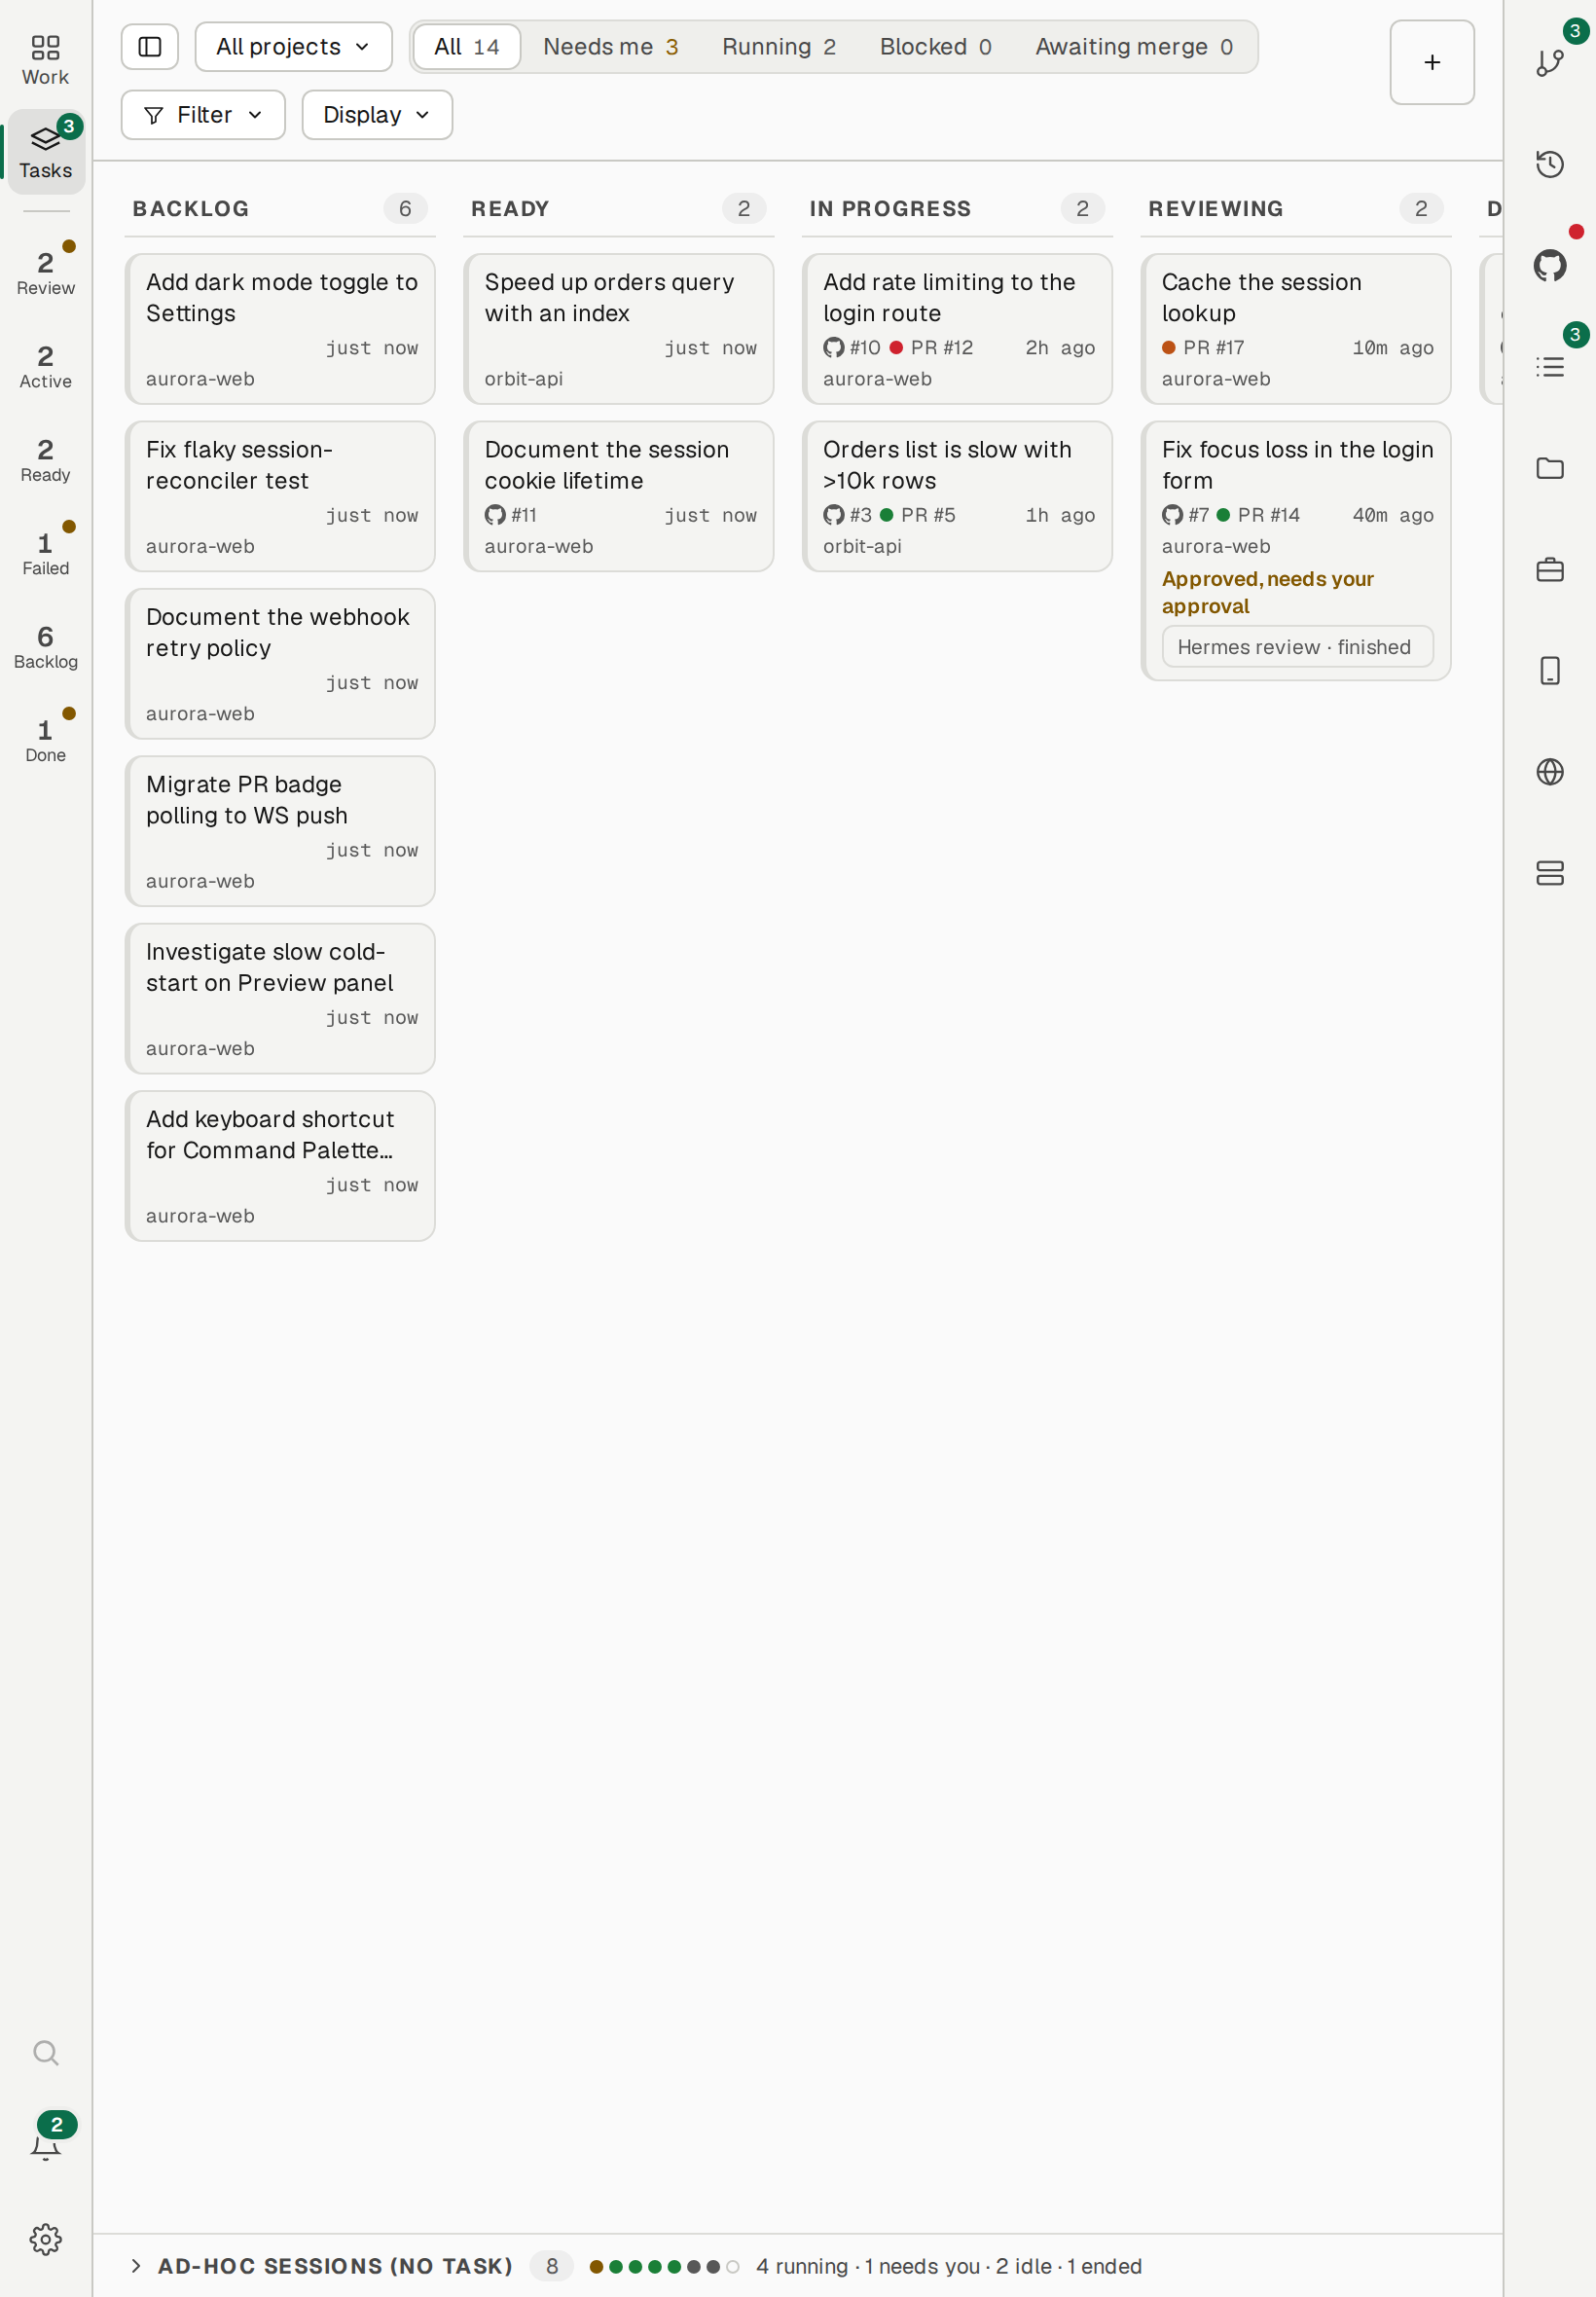 Work
3
Tasks
2
Review
2
Active
2
Ready
1
Failed
6
Backlog
1
Done
2
All projects
All 14
Needs me 3
Running 2
Blocked 0
Awaiting merge 0
+
Filter
Display
BACKLOG 6
Add dark mode toggle to
Settings
just now
aurora-web
Fix flaky session-
reconciler test
just now
aurora-web
Document the webhook
retry policy
just now
aurora-web
Migrate PR badge
polling to WS push
just now
aurora-web
Investigate slow cold-
start on Preview panel
just now
aurora-web
Add keyboard shortcut
for Command Palette…
just now
aurora-web
READY 2
Speed up orders query
with an index
just now
orbit-api
Document the session
cookie lifetime
#11 just now
aurora-web
IN PROGRESS 2
Add rate limiting to the
login route
#10 PR #12 2h ago
aurora-web
Orders list is slow with
>10k rows
#3 PR #5 1h ago
orbit-api
REVIEWING 2
Cache the session
lookup
PR #17 10m ago
aurora-web
Fix focus loss in the login
form
#7 PR #14 40m ago
aurora-web
Approved, needs your
approval
Hermes review · finished
D
3
3
AD-HOC SESSIONS (NO TASK) 8 4 running · 1 needs you · 2 idle · 1 ended